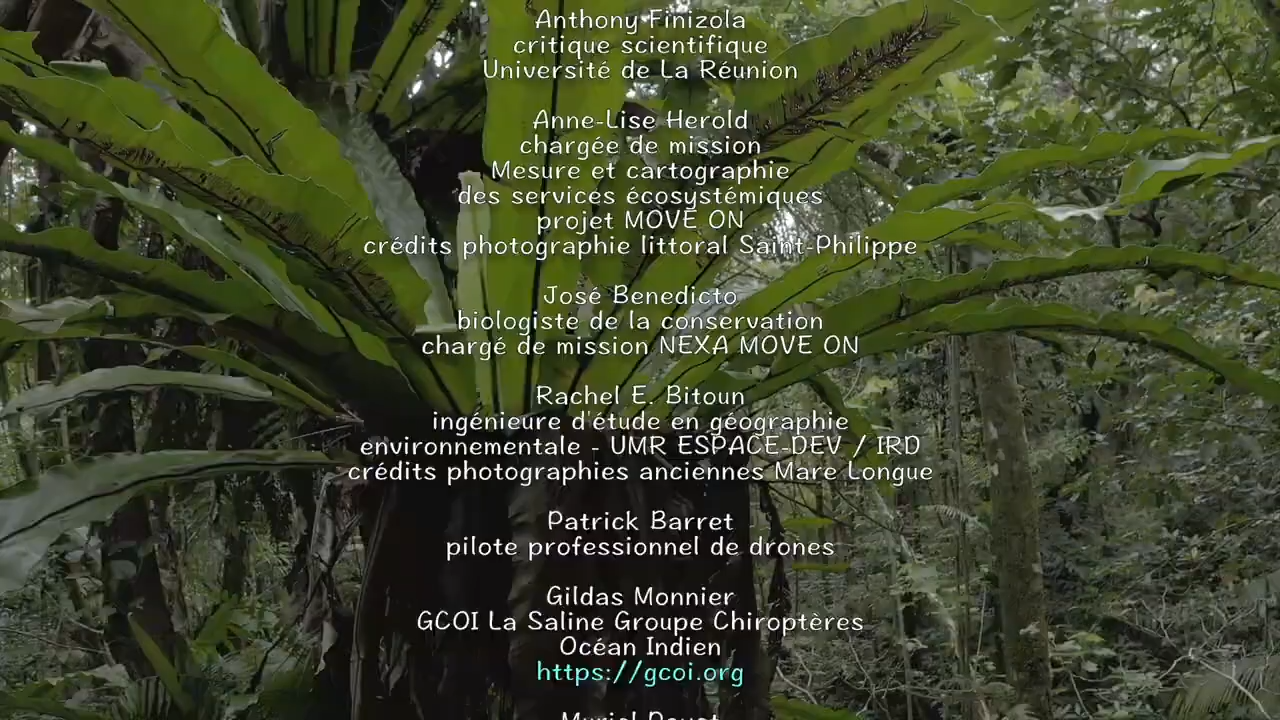 Anthony Finizola
critique scientifique
Université de La Réunion
Anne-Lise Herold
chargée de mission
Mesure et cartographie
des services écosystémiques
projet MOVE ON
crédits photographie littoral Saint-Philippe
José Benedicto
biologiste de la conservation
chargé de mission NEXA MOVE ON
Rachel E. Bitoun
ingénieure d'étude en géographie
environnementale - UMR ESPACE-DEV / IRD
crédits photographies anciennes Mare Longue
Patrick Barret
pilote professionnel de drones
Gildas Monnier
GCOI La Saline Groupe Chiroptères
Océan Indien
https://gcoi.org